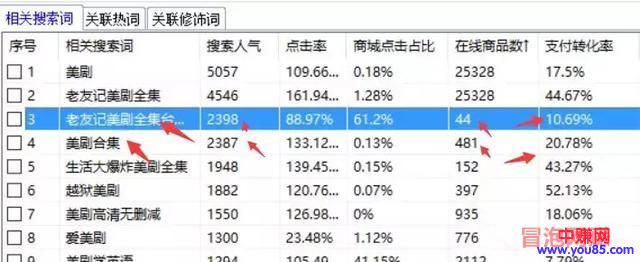 相关搜索词 关联热词 关联修饰词
序号 相关搜索词 搜索人气 点击率 商城点击占比 在线商品数↑ 支付转化率
1 美剧 5057 109.66... 0.18% 25328 17.5%
2 老友记美剧全集 4546 161.94... 1.28% 25328 44.67%
3 老友记美剧全集台... 2398 88.97% 61.2% 44 10.69%
4 美剧合集 2387 133.12... 0.13% 481 20.78%
5 生活大爆炸美剧全集 1948 139.45... 0.15% 152 43.27%
6 越狱美剧 1882 120.76... 0.07% 397 52.13%
7 美剧高清无删减 1550 126.98... 0% 935 18.06%
8 爱美剧 1300 23.48% 1.12% 776
9 美剧学英语 1290 105.49 41.15% 2112 7.79%
冒泡
中赚网
www.you85.com